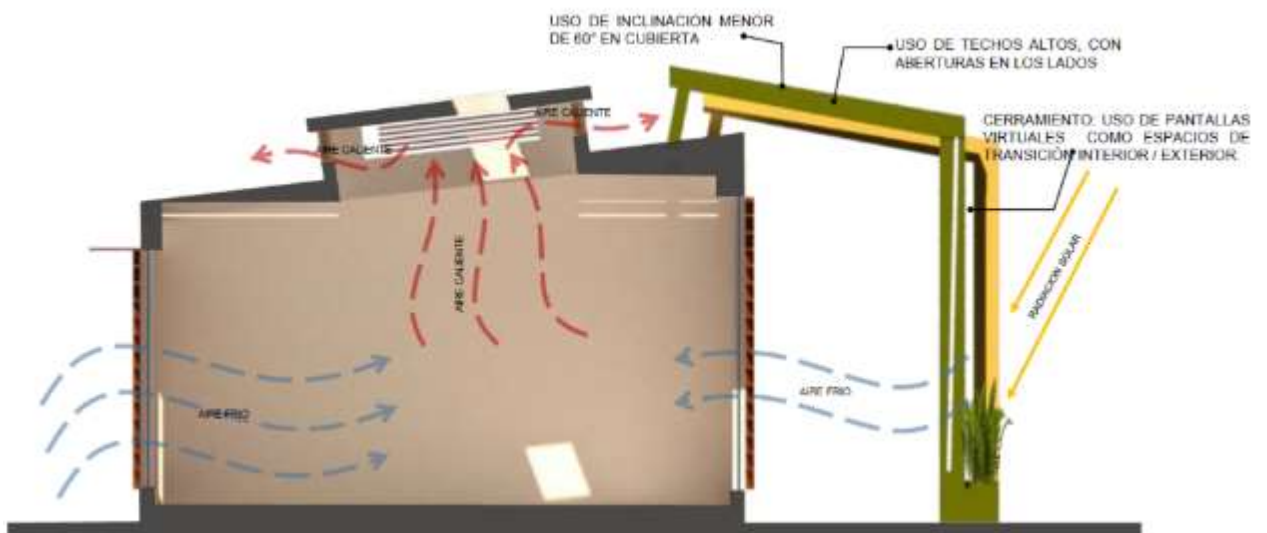 USO DE INCLINACION MENOR
DE 60° EN CUBIERTA
USO DE TECHOS ALTOS, CON
ABERTURAS EN LOS LADOS
CERRAMIENTO: USO DE PANTALLAS
VIRTUALES COMO ESPACIOS DE
TRANSICIÓN INTERIOR / EXTERIOR.
AIRE CALIENTE
AIRE CALIENTE
AIRE CALIENTE
RADIACION SOLAR
AIRE FRIO
AIRE FRIO